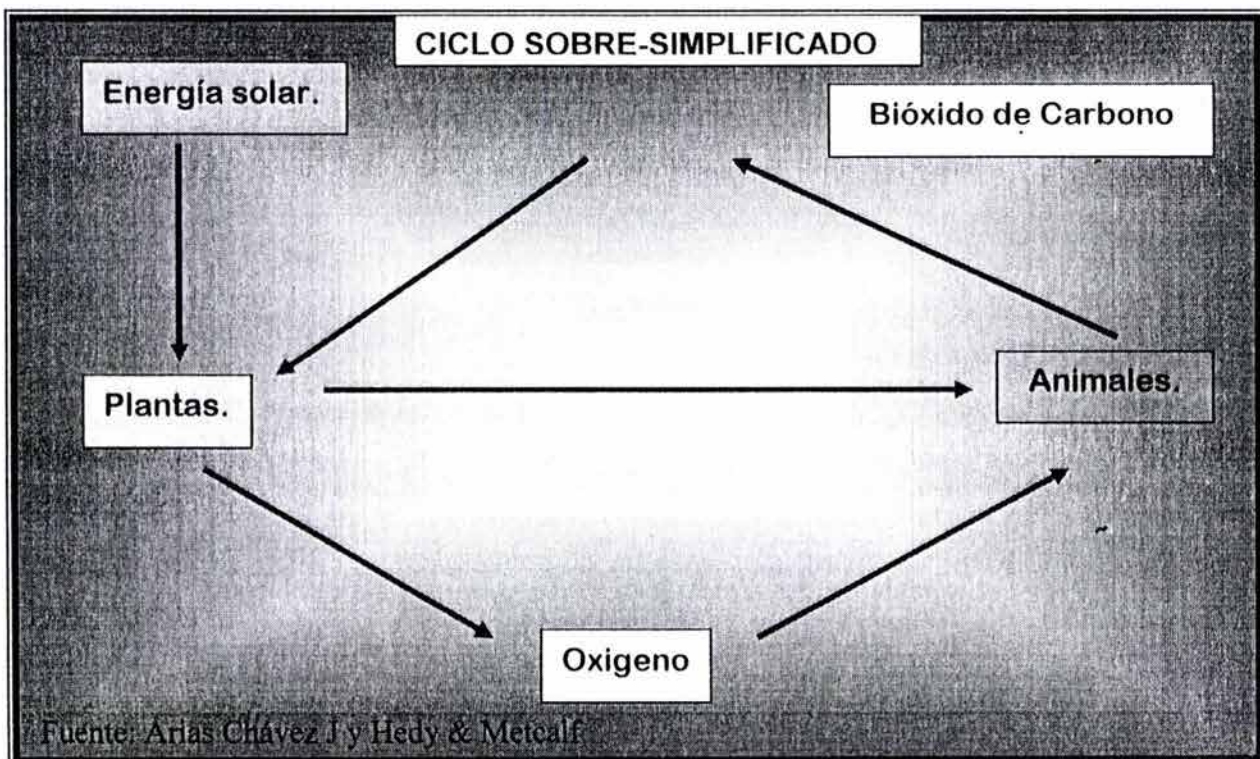 CICLO SOBRE-SIMPLIFICADO
Energía solar.
Bióxido de Carbono
Plantas.
Animales.
Oxigeno
Fuente: Arias Chávez J y Hedy & Metcalf